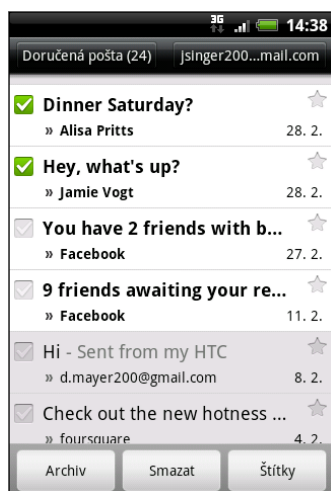 3G 14:38
Doručená pošta (24) jsinger200...mail.com
Dinner Saturday?
» Alisa Pritts 28. 2.
Hey, what's up?
» Jamie Vogt 28. 2.
You have 2 friends with b...
» Facebook 27. 2.
9 friends awaiting your re...
» Facebook 11. 2.
Hi - Sent from my HTC
» d.mayer200@gmail.com 8. 2.
Check out the new hotness ...
» foursquare 4. 2.
Archiv Smazat Štítky